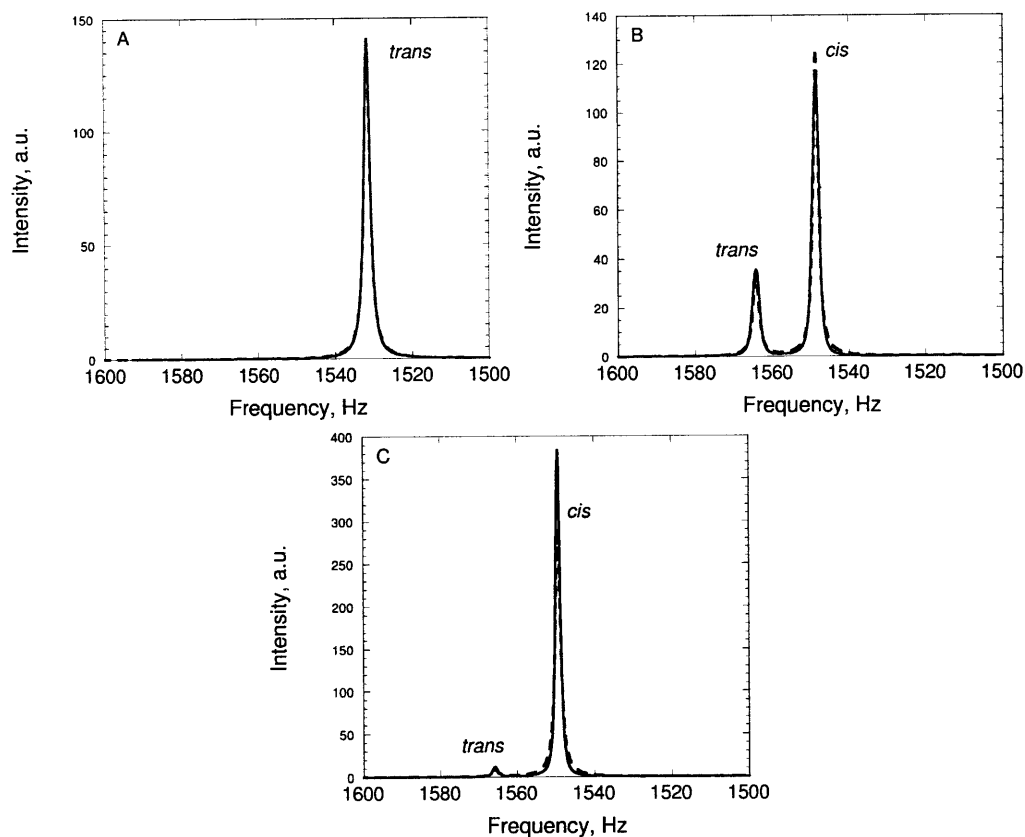 A
trans
150
100
50
0
1600 1580 1560 1540 1520 1500
Intensity, a.u.
Frequency, Hz
B
cis
trans
140
120
100
80
60
40
20
0
1600 1580 1560 1540 1520 1500
Intensity, a.u.
Frequency, Hz
C
cis
trans
400
350
300
250
200
150
100
50
0
1600 1580 1560 1540 1520 1500
Intensity, a.u.
Frequency, Hz